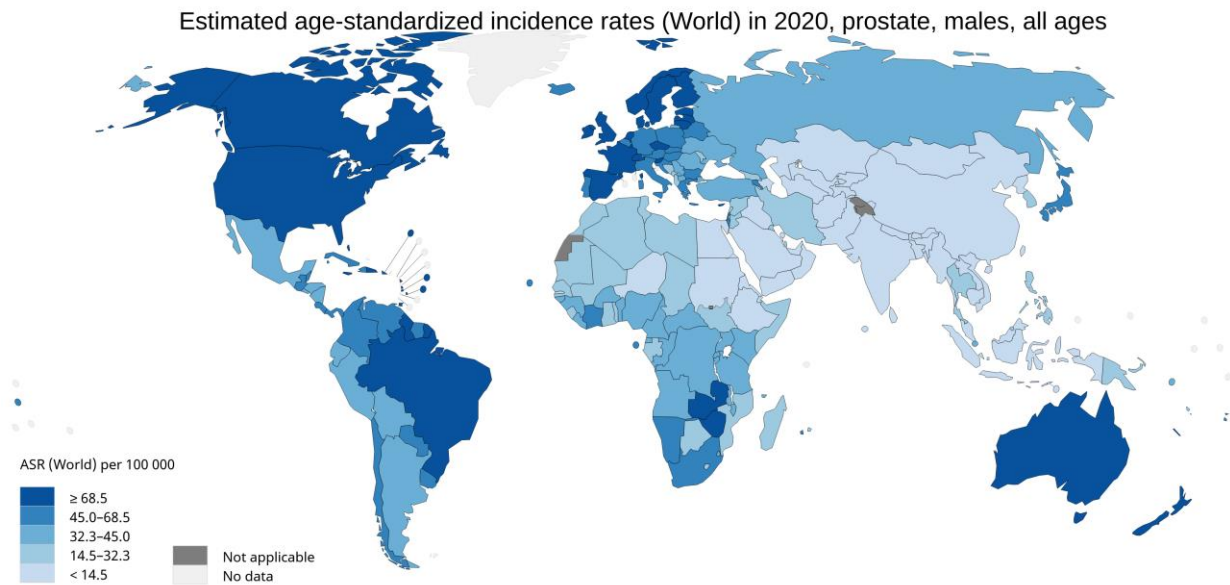 Estimated age-standardized incidence rates (World) in 2020, prostate, males, all ages
ASR (World) per 100 000
≥ 68.5
45.0–68.5
32.3–45.0
14.5–32.3
< 14.5
Not applicable
No data